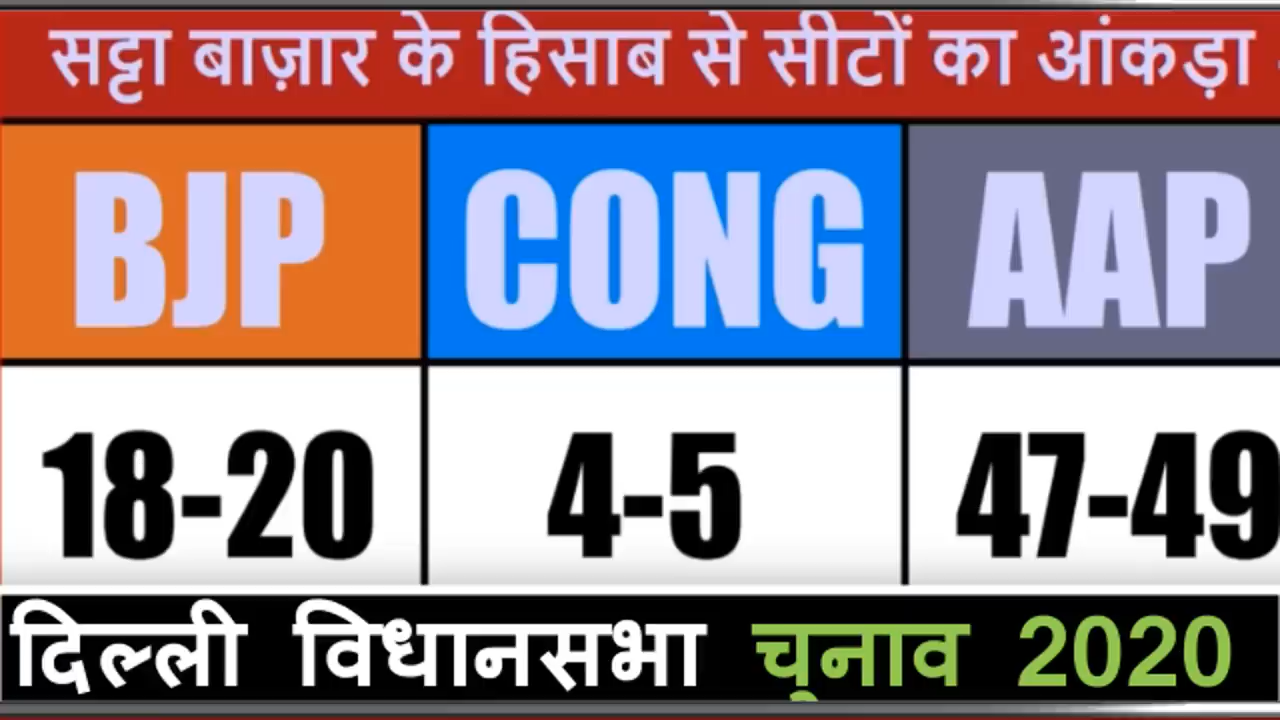 सट्टा बाज़ार के हिसाब से सीटों का आंकड़ा
BJP CONG AAP
18-20 4-5 47-49
दिल्ली विधानसभा चुनाव 2020